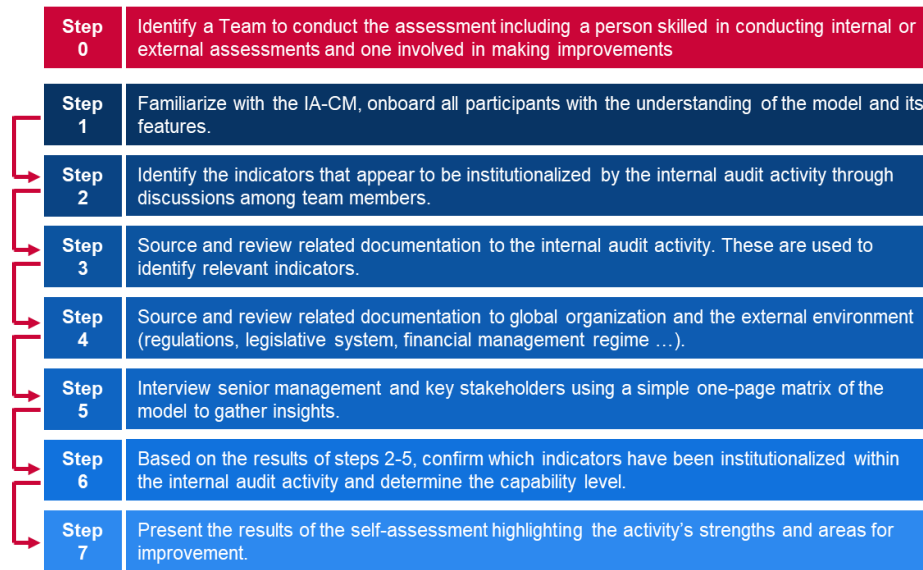 Step
0
Identify a Team to conduct the assessment including a person skilled in conducting internal or
external assessments and one involved in making improvements
Step
1
Familiarize with the IA-CM, onboard all participants with the understanding of the model and its
features.
Step
2
Identify the indicators that appear to be institutionalized by the internal audit activity through
discussions among team members.
Step
3
Source and review related documentation to the internal audit activity. These are used to
identify relevant indicators.
Step
4
Source and review related documentation to global organization and the external environment
(regulations, legislative system, financial management regime ...).
Step
5
Interview senior management and key stakeholders using a simple one-page matrix of the
model to gather insights.
Step
6
Based on the results of steps 2-5, confirm which indicators have been institutionalized within
the internal audit activity and determine the capability level.
Step
7
Present the results of the self-assessment highlighting the activity's strengths and areas for
improvement.